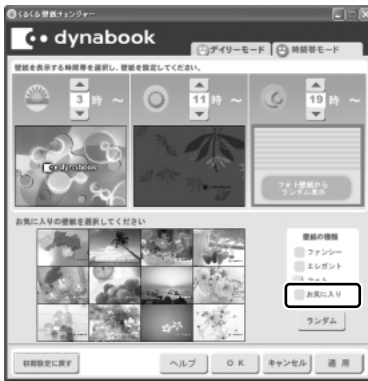 くるくる壁紙チェンジャー
dynabook
デイリーモード
時間帯モード
壁紙を表示する時間帯を選択し、壁紙を設定してください。
3 時 ～
11 時 ～
19 時 ～
dynabook
フォト壁紙から
ランダム表示
お気に入りの壁紙を選択してください
壁紙の種類
ファンシー
エレガント
フォト
お気に入り
ランダム
初期設定に戻す
ヘルプ
OK
キャンセル
適用